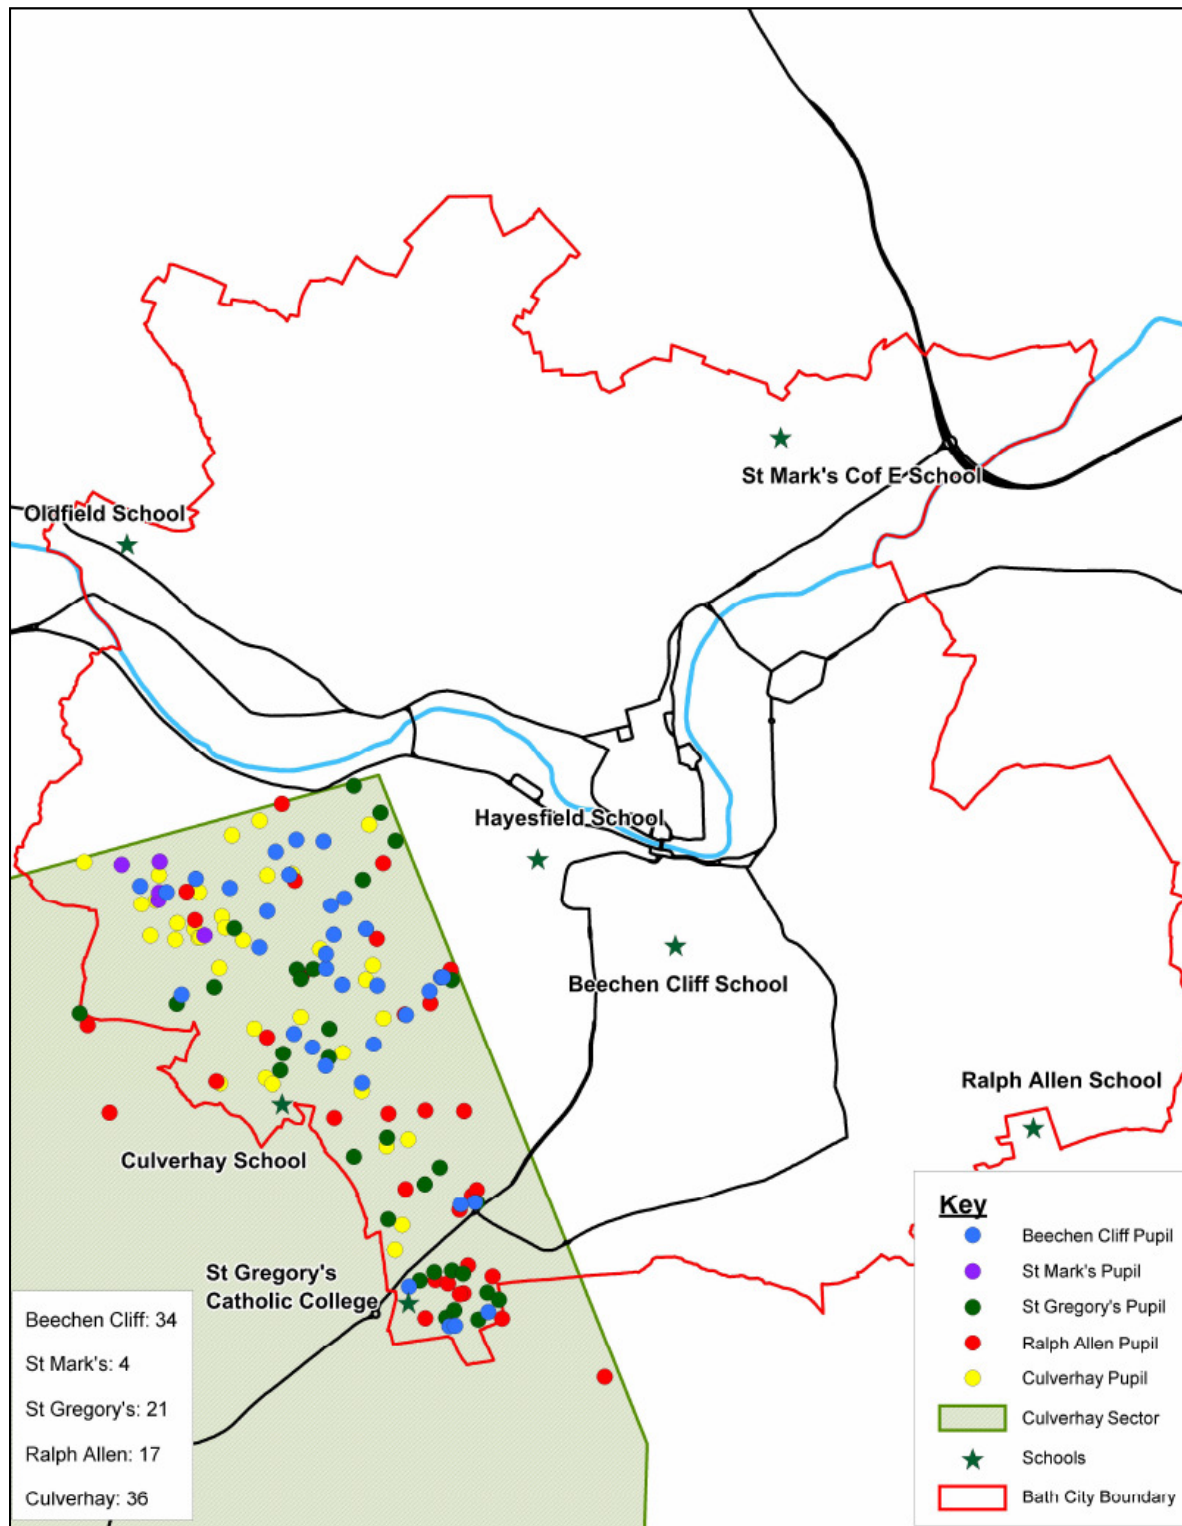 Oldfield School
St Mark's Cof E School
Hayesfield School
Beechen Cliff School
Ralph Allen School
Culverhay School
St Gregory's
Catholic College
Beechen Cliff: 34
St Mark's: 4
St Gregory's: 21
Ralph Allen: 17
Culverhay: 36
Key
Beechen Cliff Pupil
St Mark's Pupil
St Gregory's Pupil
Ralph Allen Pupil
Culverhay Pupil
Culverhay Sector
Schools
Bath City Boundary